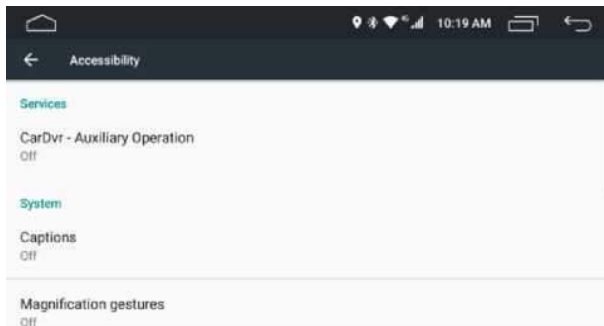 10:19 AM
Accessibility
Services
CarDvr - Auxiliary Operation
Off
System
Captions
Off
Magnification gestures
Off